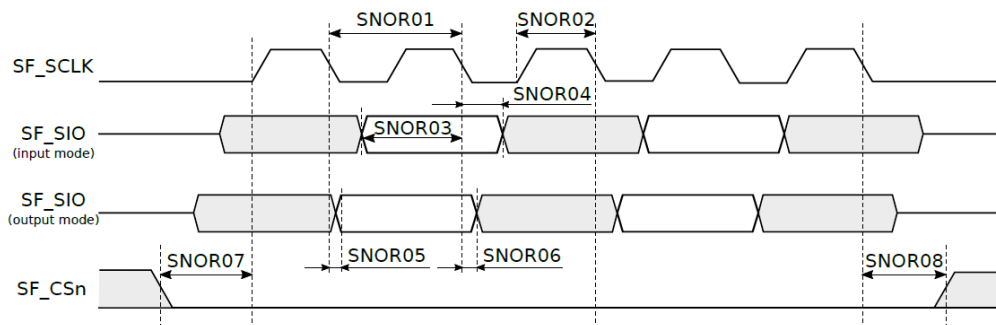 SNOR01
SNOR02
SF_SCLK
SNOR04
SF_SIO
(input mode)
SNOR03
SF_SIO
(output mode)
SNOR07
SNOR05
SNOR06
SNOR08
SF_CSn